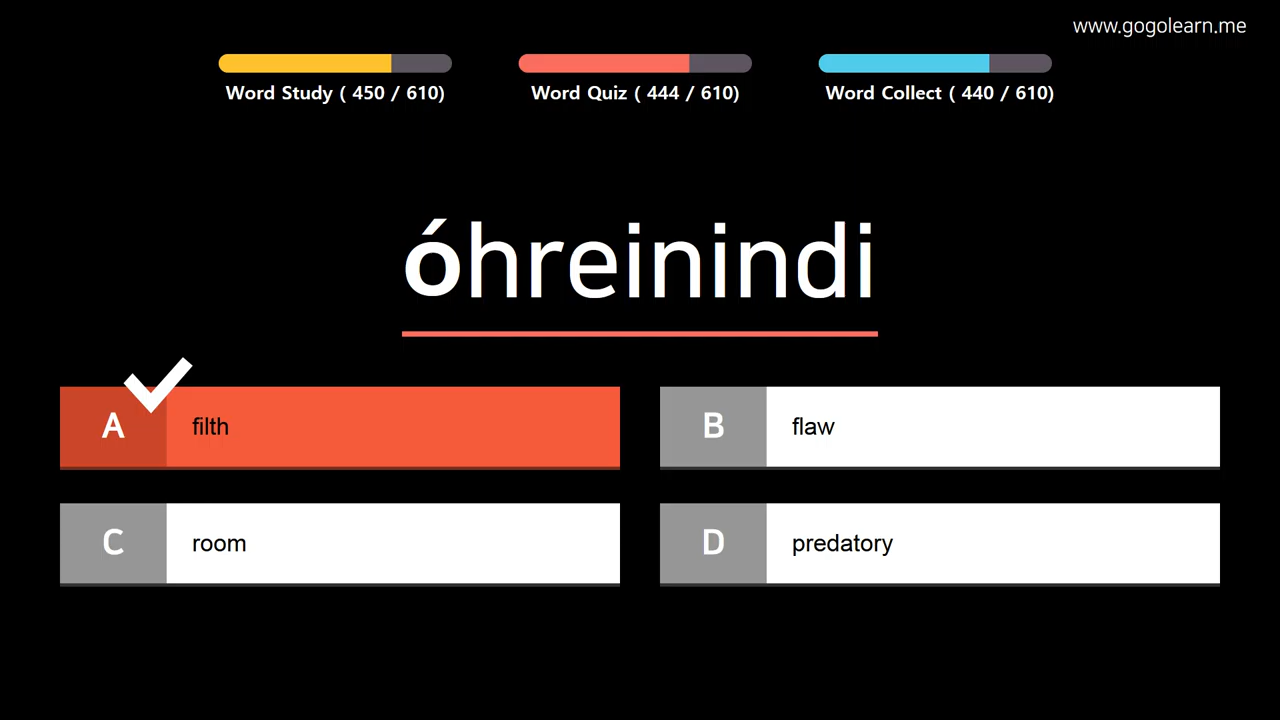 www.gogolearn.me
Word Study ( 450 / 610)
Word Quiz ( 444 / 610)
Word Collect ( 440 / 610)
óhreinindi
A filth
B flaw
C room
D predatory